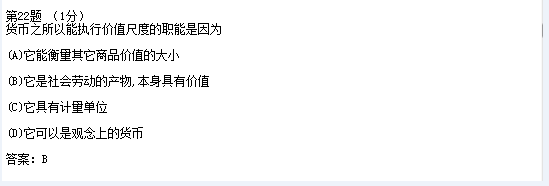 第22题 （1分）
货币之所以能执行价值尺度的职能是因为
(A)它能衡量其它商品价值的大小
(B)它是社会劳动的产物,本身具有价值
(C)它具有计量单位
(D)它可以是观念上的货币
答案：B